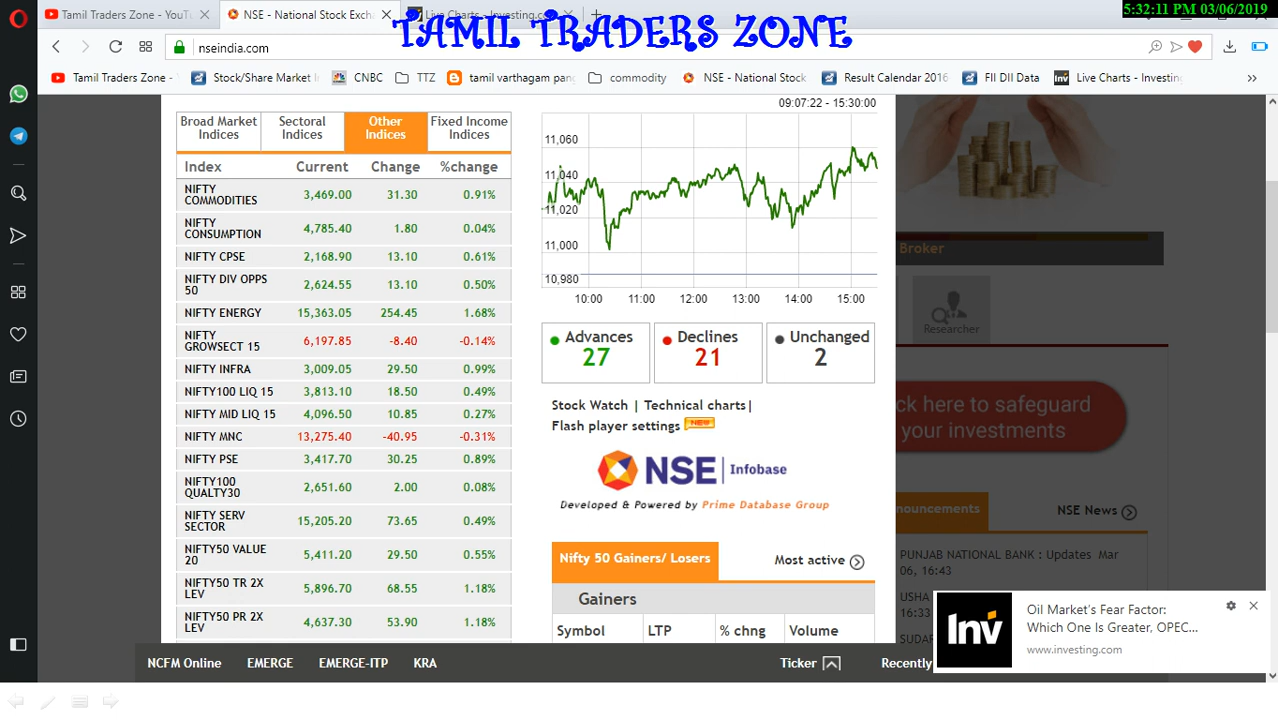 Tamil Traders Zone - YouT
NSE - National Stock Excha
Live Charts - Investing.co
TAMIL TRADERS ZONE
5:32:11 PM 03/06/2019
nseindia.com
Tamil Traders Zone -
Stock/Share Market I
CNBC
TTZ
tamil varthagam pan
commodity
NSE - National Stock
Result Calendar 2016
FII DII Data
Live Charts - Investin
09:07:22 - 15:30:00
Broad Market Indices
Sectoral Indices
Other Indices
Fixed Income Indices
Index Current Change %change
NIFTY COMMODITIES 3,469.00 31.30 0.91%
NIFTY CONSUMPTION 4,785.40 1.80 0.04%
NIFTY CPSE 2,168.90 13.10 0.61%
NIFTY DIV OPPS 50 2,624.55 13.10 0.50%
NIFTY ENERGY 15,363.05 254.45 1.68%
NIFTY GROWSECT 15 6,197.85 -8.40 -0.14%
NIFTY INFRA 3,009.05 29.50 0.99%
NIFTY100 LIQ 15 3,813.10 18.50 0.49%
NIFTY MID LIQ 15 4,096.50 10.85 0.27%
NIFTY MNC 13,275.40 -40.95 -0.31%
NIFTY PSE 3,417.70 30.25 0.89%
NIFTY100 QUALTY30 2,651.60 2.00 0.08%
NIFTY SERV SECTOR 15,205.20 73.65 0.49%
NIFTY50 VALUE 20 5,411.20 29.50 0.55%
NIFTY50 TR 2X LEV 5,896.70 68.55 1.18%
NIFTY50 PR 2X LEV 4,637.30 53.90 1.18%
11,060
11,040
11,020
11,000
10,980
10:00 11:00 12:00 13:00 14:00 15:00
Advances 27
Declines 21
Unchanged 2
Stock Watch | Technical charts|
Flash player settings NEW
NSE | Infobase
Developed & Powered by Prime Database Group
Nifty 50 Gainers/ Losers
Most active
Gainers
Symbol LTP % chng Volume
Broker
Researcher
ck here to safeguard
your investments
nouncements
NSE News
PUNJAB NATIONAL BANK : Updates Mar
06, 16:43
USHA
16:33
SUDAR
Inv
Oil Market's Fear Factor:
Which One Is Greater, OPEC...
www.investing.com
NCFM Online
EMERGE
EMERGE-ITP
KRA
Ticker
Recently